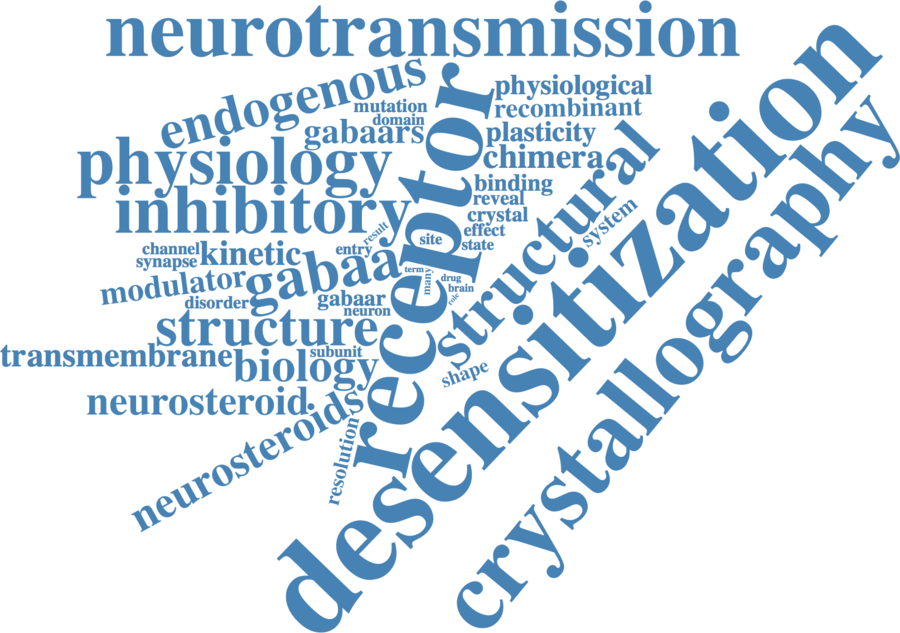 neurotransmission
endogenous
physiological
mutation
recombinant
domain
gabaars
plasticity
physiology
chimera
receptor
structural
desensitization
crystallography
binding
inhibitory
reveal
crystal
system
result
effect
site
state
channel
kinetic
entry
synapse
gabaa
term
many
drug
brain
role
modulator
disorder
gabaar
neuron
structure
transmembrane
subunit
biology
shape
neurosteroid
neurosteroids
resolution